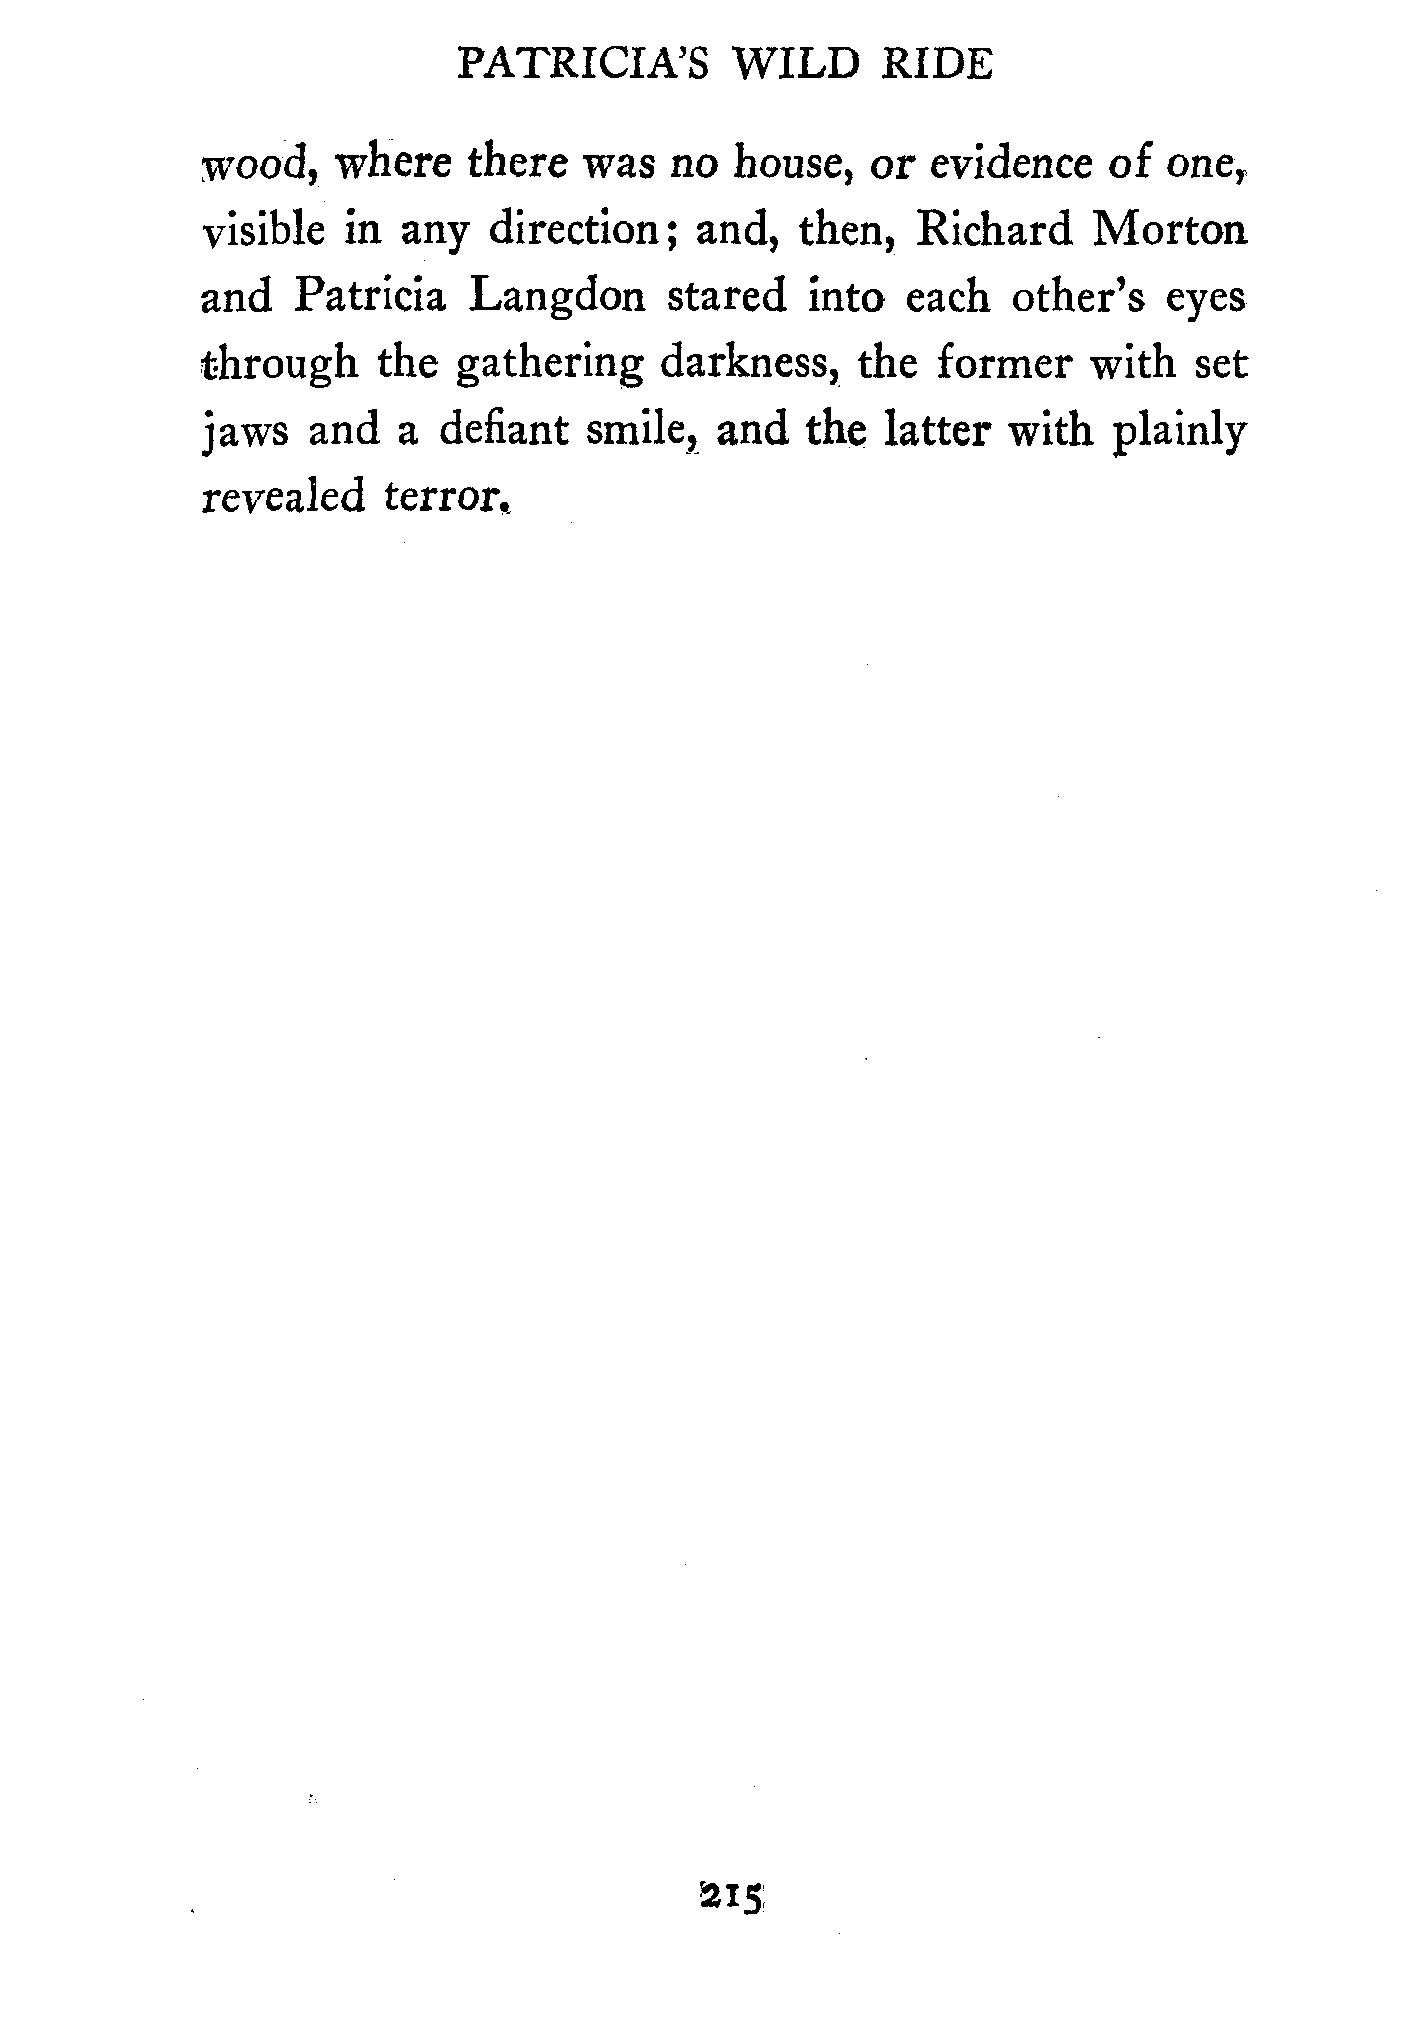 PATRICIA'S WILD RIDE
wood, where there was no house, or evidence of one,
visible in any direction; and, then, Richard Morton
and Patricia Langdon stared into each other's eyes
through the gathering darkness, the former with set
jaws and a defiant smile, and the latter with plainly
revealed terror.
215